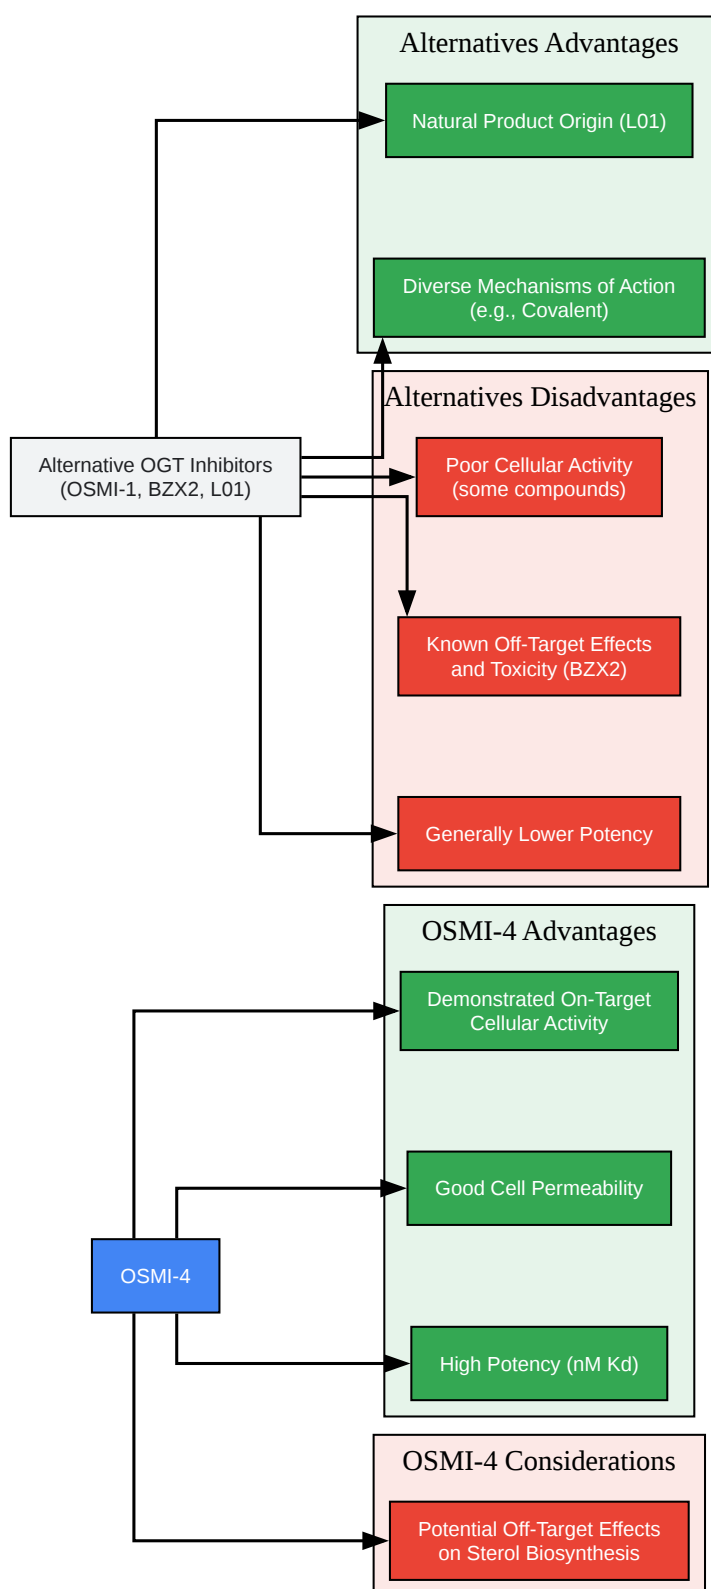 Alternatives Advantages
Natural Product Origin (L01)
Diverse Mechanisms of Action
(e.g., Covalent)
Alternatives Disadvantages
Alternative OGT Inhibitors
(OSMI-1, BZX2, L01)
Poor Cellular Activity
(some compounds)
Known Off-Target Effects
and Toxicity (BZX2)
Generally Lower Potency
OSMI-4 Advantages
Demonstrated On-Target
Cellular Activity
Good Cell Permeability
OSMI-4
High Potency (nM Kd)
OSMI-4 Considerations
Potential Off-Target Effects
on Sterol Biosynthesis